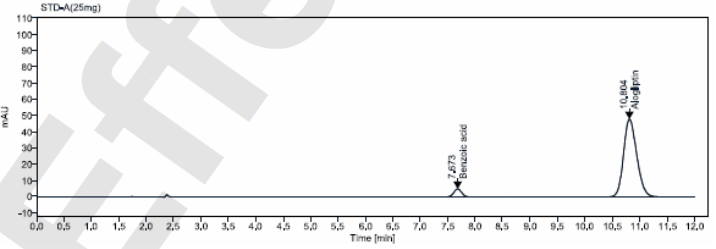 STD-A(25mg)
110
100
90
80
70
60
50
40
30
20
10
0
-10
mAU
7,673
Benzoic acid
10,804
Alogliptin
0,0 0,5 1,0 1,5 2,0 2,5 3,0 3,5 4,0 4,5 5,0 5,5 6,0 6,5 7,0 7,5 8,0 8,5 9,0 9,5 10,0 10,5 11,0 11,5 12,0
Time [min]
Effe